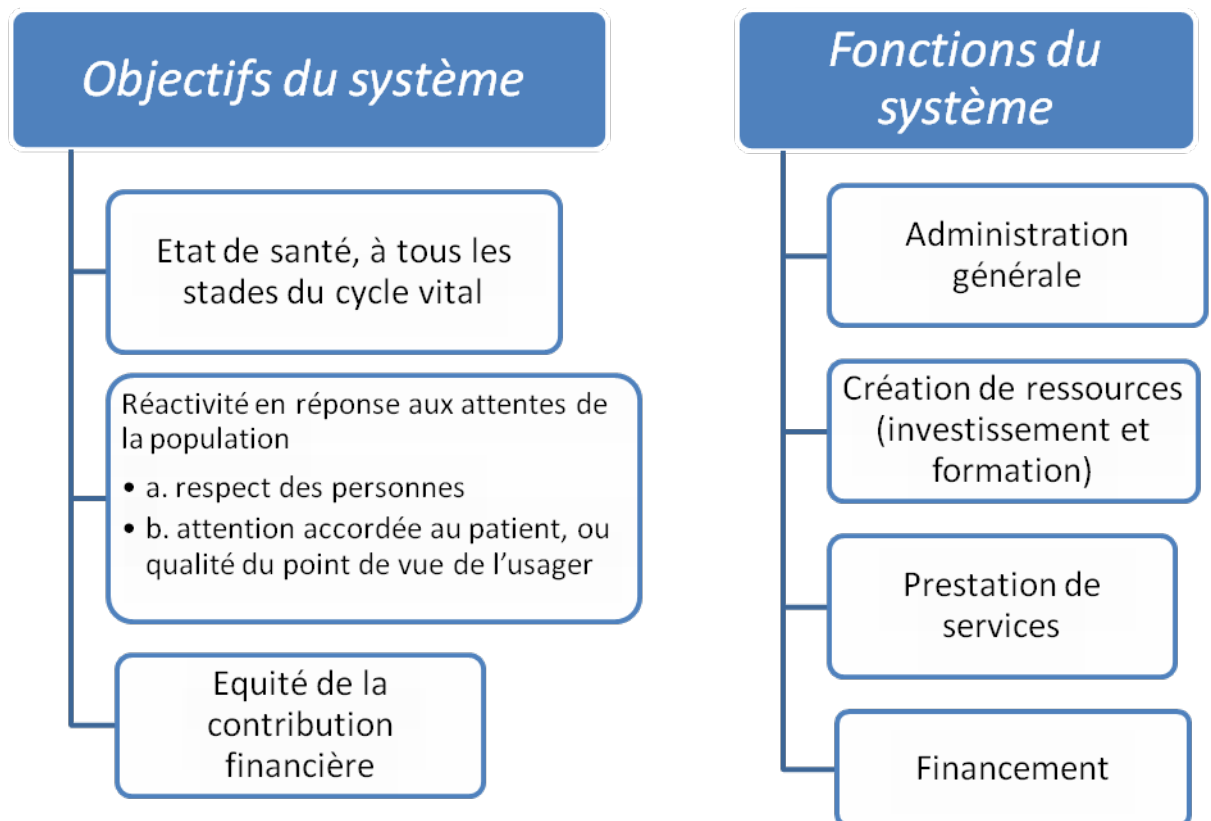 Objectifs du système
Etat de santé, à tous les
stades du cycle vital
Réactivité en réponse aux attentes de
la population
• a. respect des personnes
• b. attention accordée au patient, ou
qualité du point de vue de l'usager
Equité de la
contribution
financière
Fonctions du
système
Administration
générale
Création de ressources
(investissement et
formation)
Prestation de
services
Financement